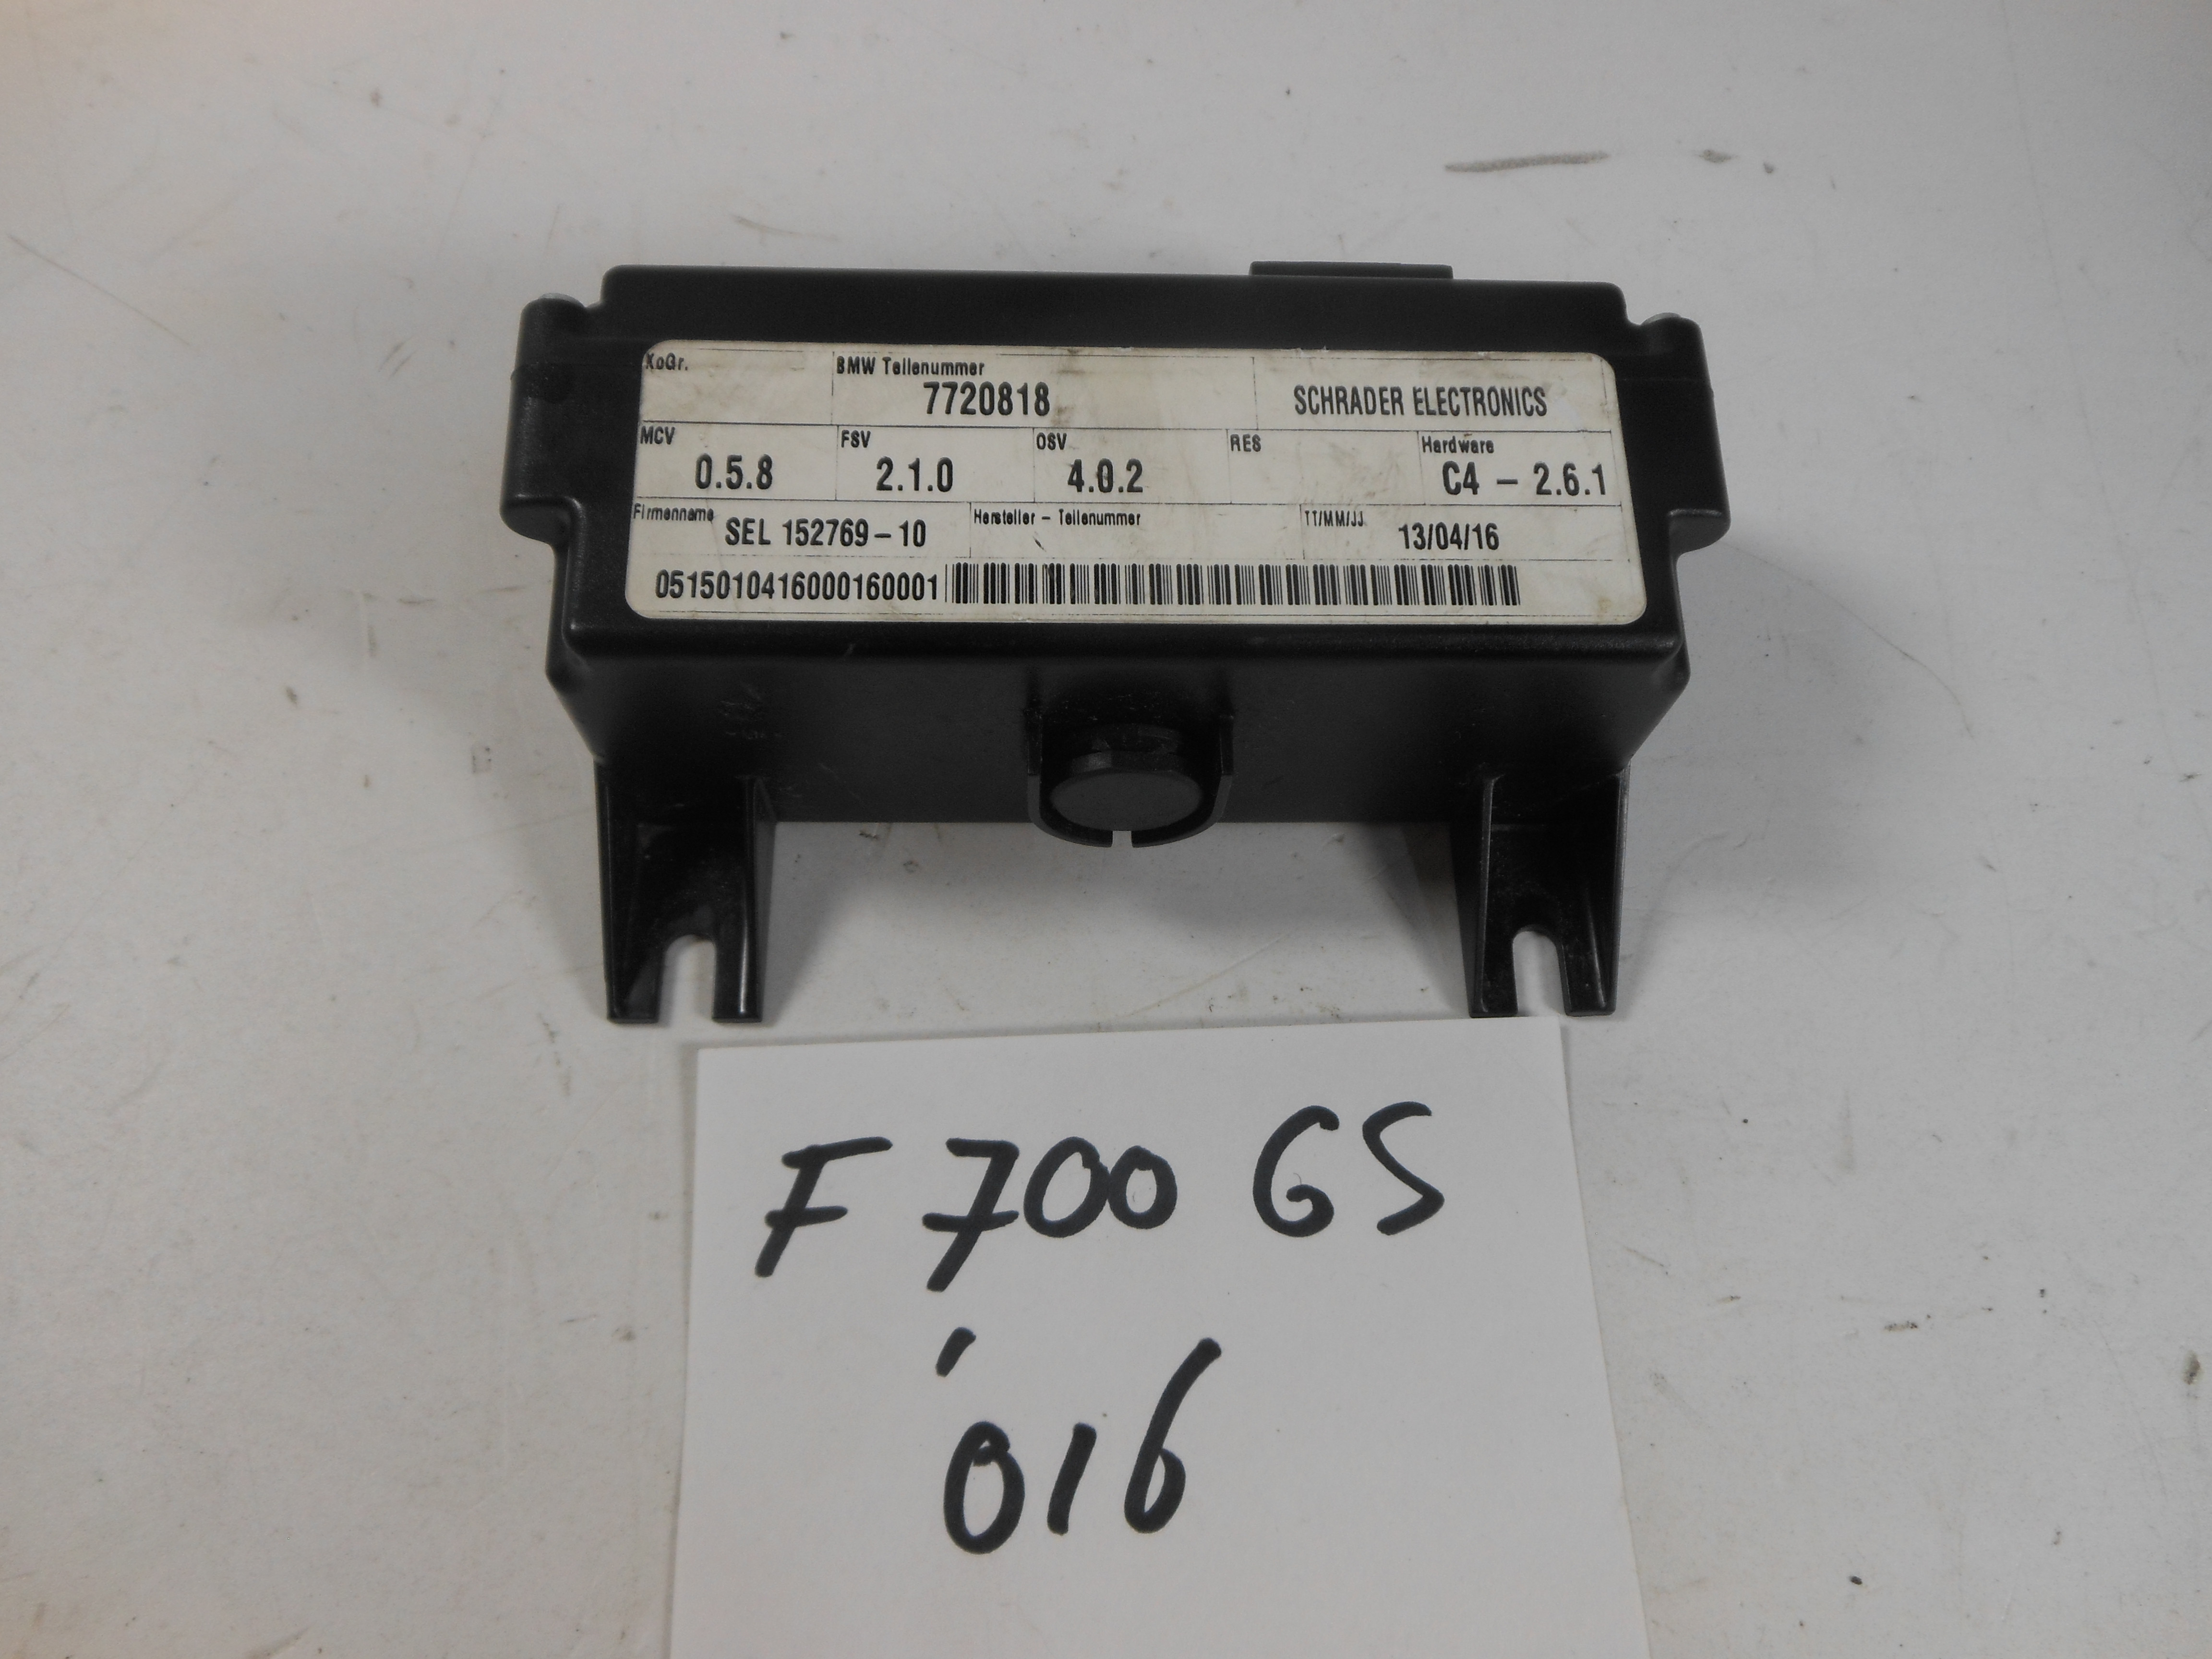 KoGr. BMW Teilenummer
7720818 SCHRADER ELECTRONICS
MCV FSV OSV RES Hardware
0.5.8 2.1.0 4.0.2 C4 - 2.6.1
Firmenname SEL 152769-10 Hersteller - Teilenummer TT/MM/JJ 13/04/16
0515010416000160001
F 700 GS
'016